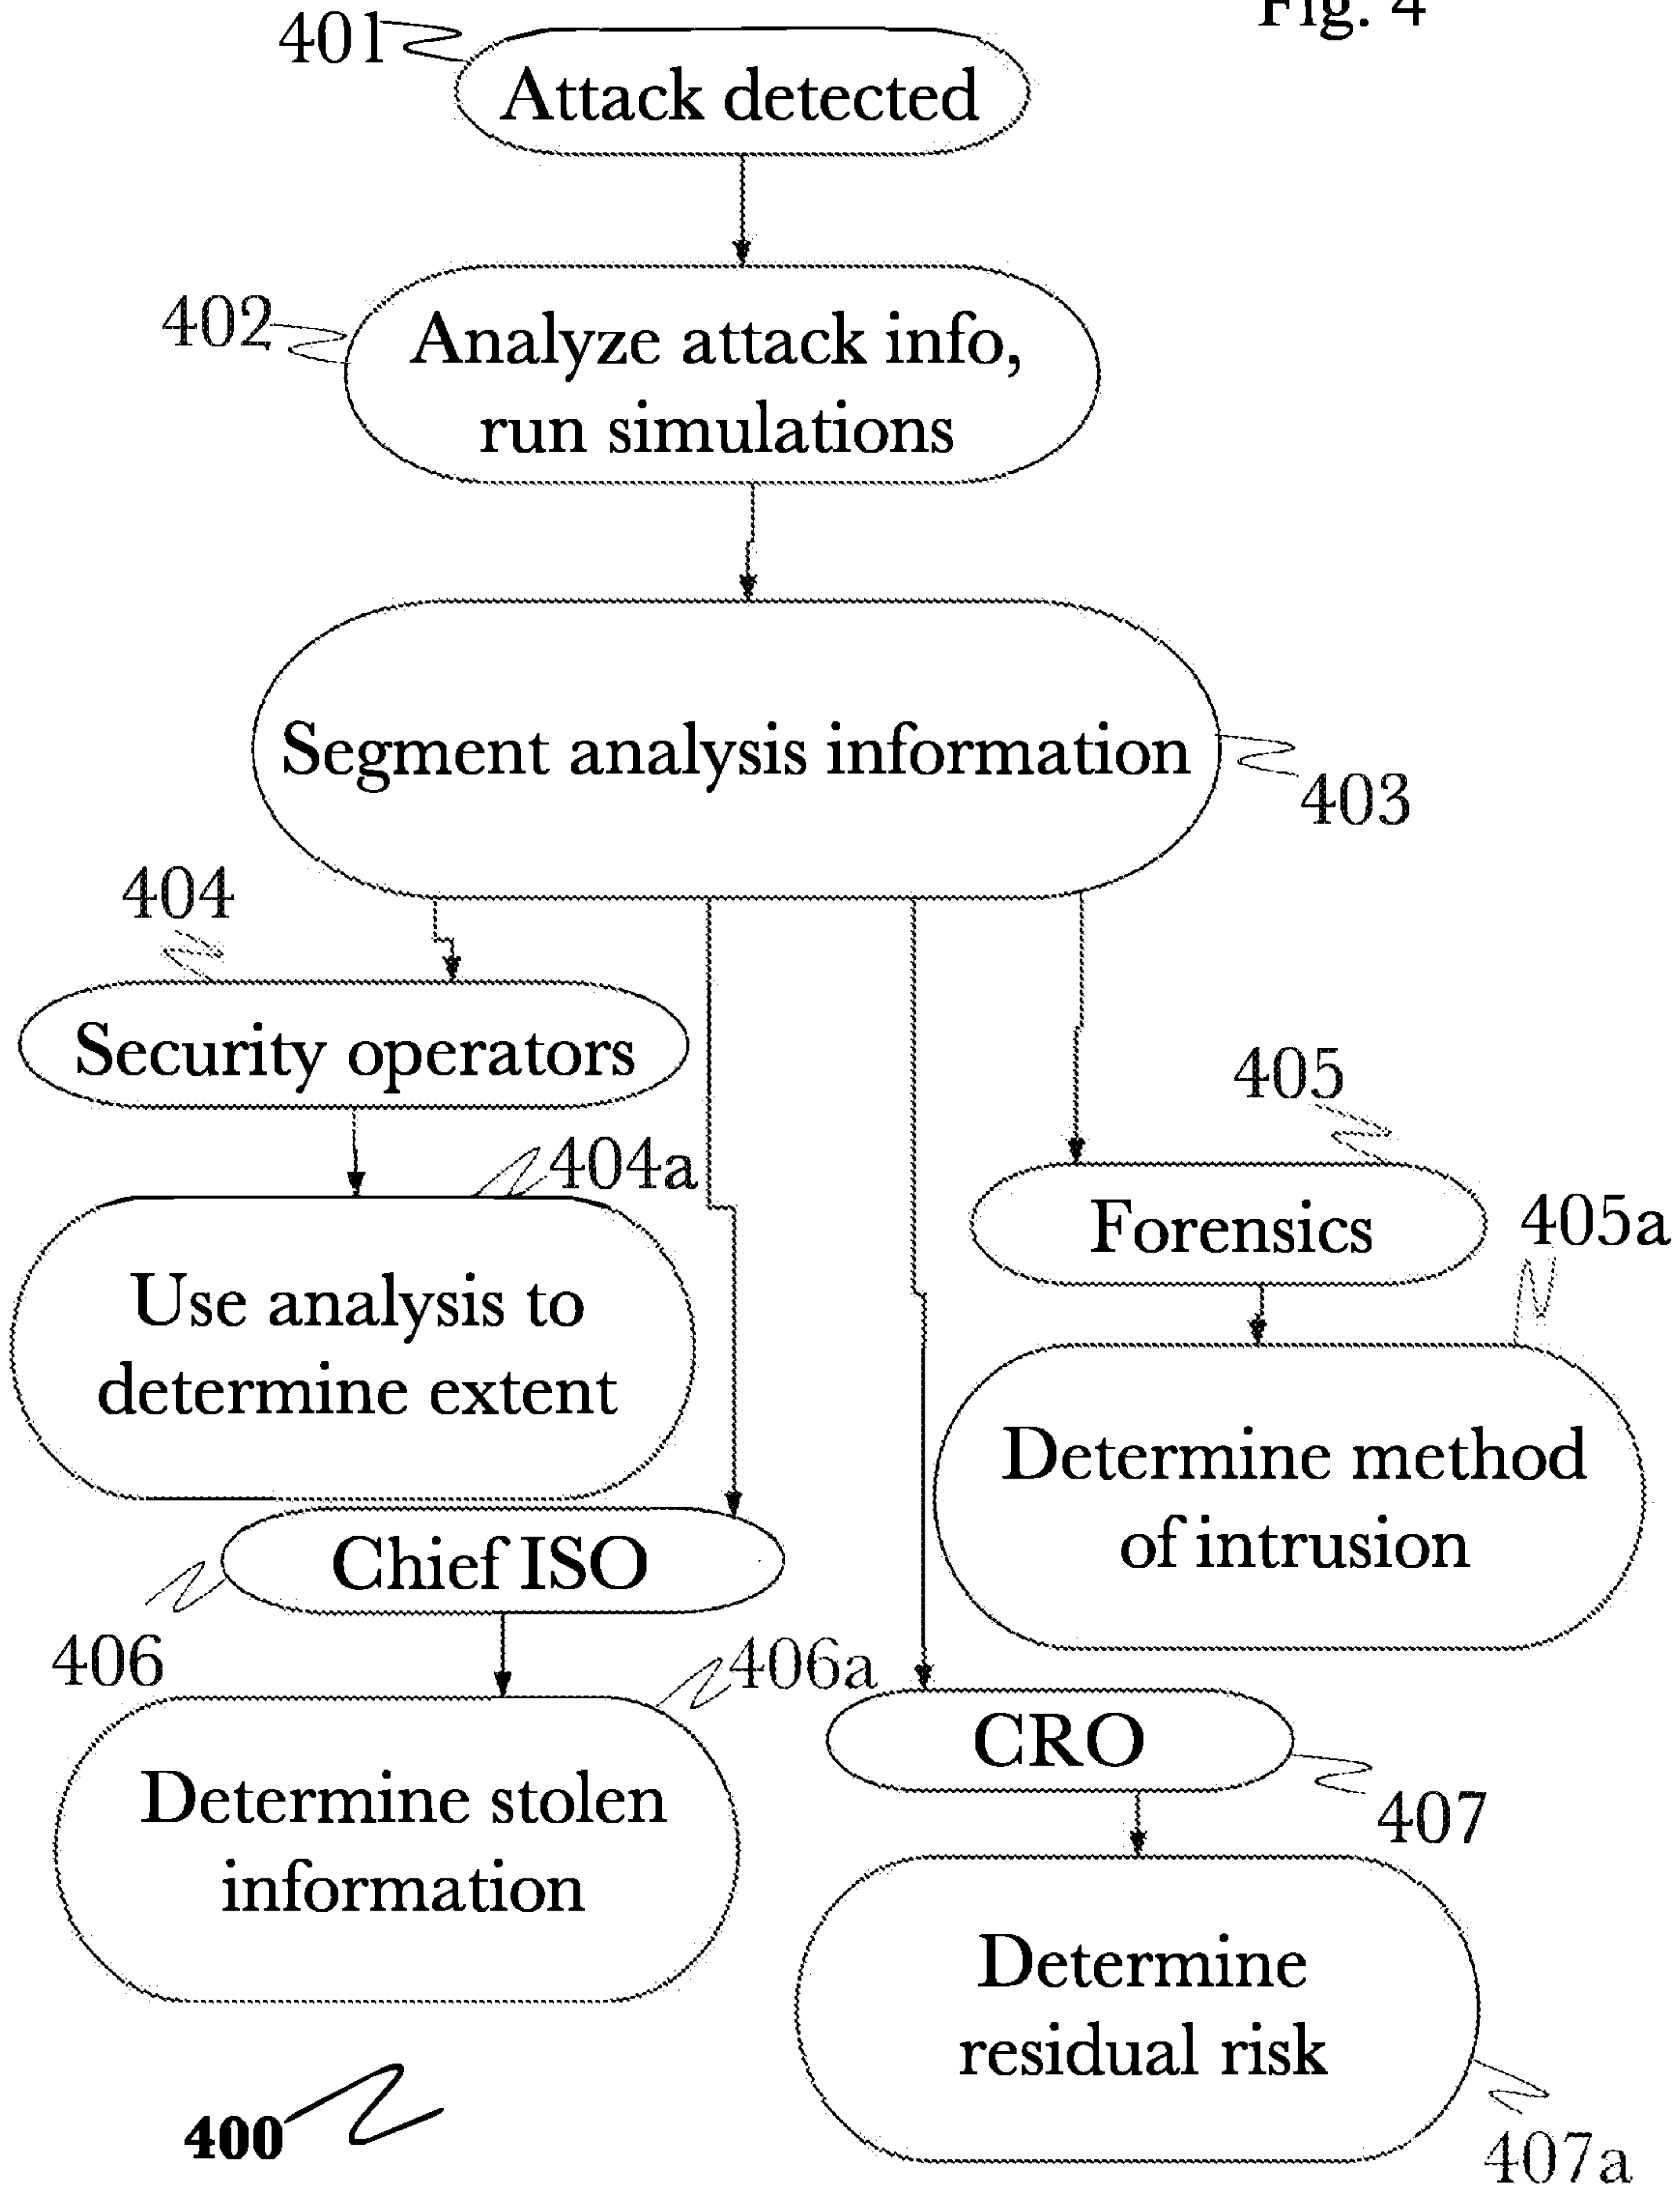 Fig. 4
401
Attack detected
402
Analyze attack info,
run simulations
Segment analysis information
403
404
Security operators
404a
Use analysis to
determine extent
405
Forensics
405a
Determine method
of intrusion
Chief ISO
406
406a
Determine stolen
information
CRO
407
Determine
residual risk
407a
400